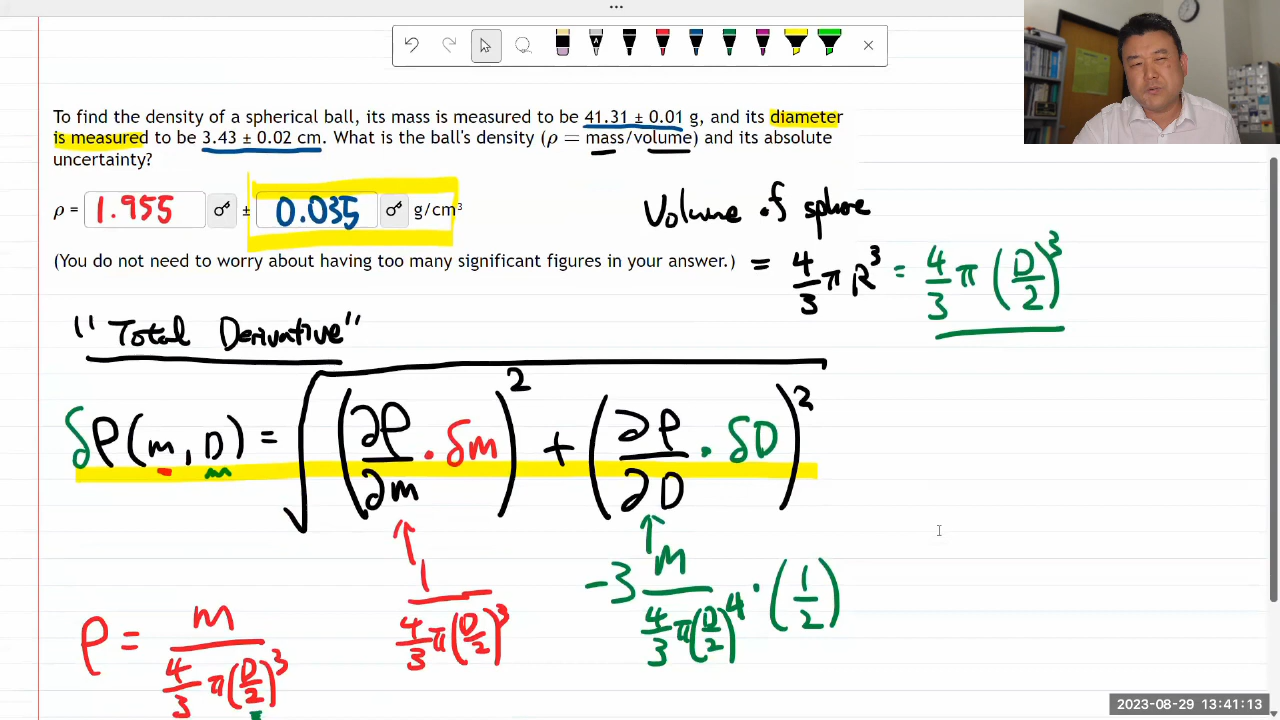 To find the density of a spherical ball, its mass is measured to be 41.31 ± 0.01 g, and its diameter
is measured to be 3.43 ± 0.02 cm. What is the ball's density (ρ = mass/volume) and its absolute
uncertainty?
ρ = 1.955 σ ± 0.035 σ g/cm³
(You do not need to worry about having too many significant figures in your answer.)
Volume of sphere
= 4/3 π R³ = 4/3 π (D/2)³
"Total Derivative"
δρ(m, D) = √((∂ρ/∂m · δm)² + (∂ρ/∂D · δD)²)
↑ 1/(4/3 π (D/2)³)
↑ -3 m/(4/3 π (D/2)⁴) · (1/2)
ρ = m/(4/3 π (D/2)³)
2023-08-29 13:41:13